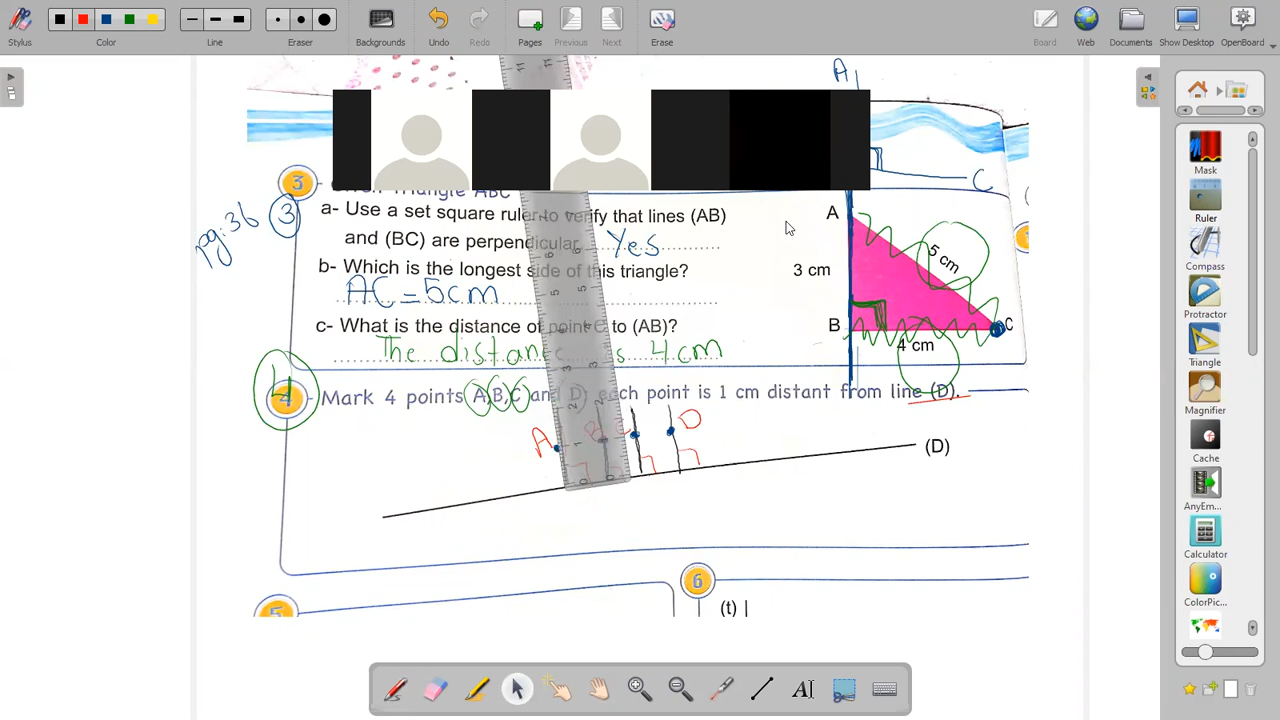 Stylus
Color
Line
Eraser
Backgrounds
Undo
Redo
Pages
Previous
Next
Erase
Board
Web
Documents
Show Desktop
OpenBoard
A
C
3
pg:36
3
a- Use a set square ruler to verify that lines (AB)
and (BC) are perpendicular
Yes
b- Which is the longest side of this triangle?
AC = 5cm
c- What is the distance of point C to (AB)?
The distance is 4cm
A
3 cm
5 cm
B
C
4 cm
4
Mark 4 points A,B,C and D; each point is 1 cm distant from line (D).
A
B
D
(D)
5
6
(t)
Mask
Ruler
Compass
Protractor
Triangle
Magnifier
Cache
AnyEm...
Calculator
ColorPic...